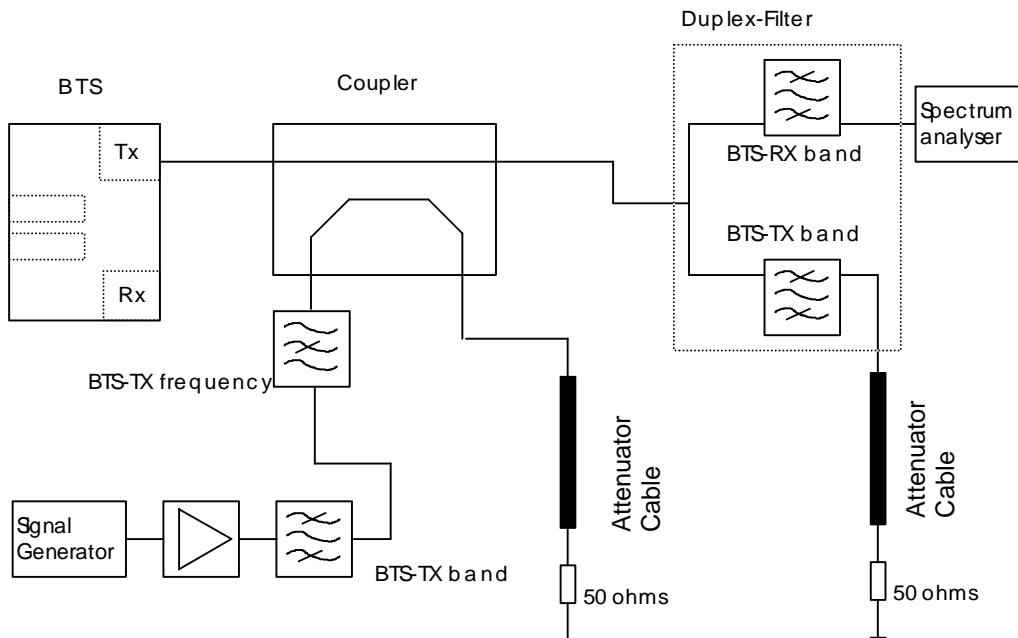 Duplex-Filter
BTS
Coupler
Tx
Spectrum
analyser
BTS-RX band
BTS-TX band
Rx
BTS-TX frequency
Attenuator
Cable
Attenuator
Cable
Signal
Generator
BTS-TX band
50 ohms
50 ohms